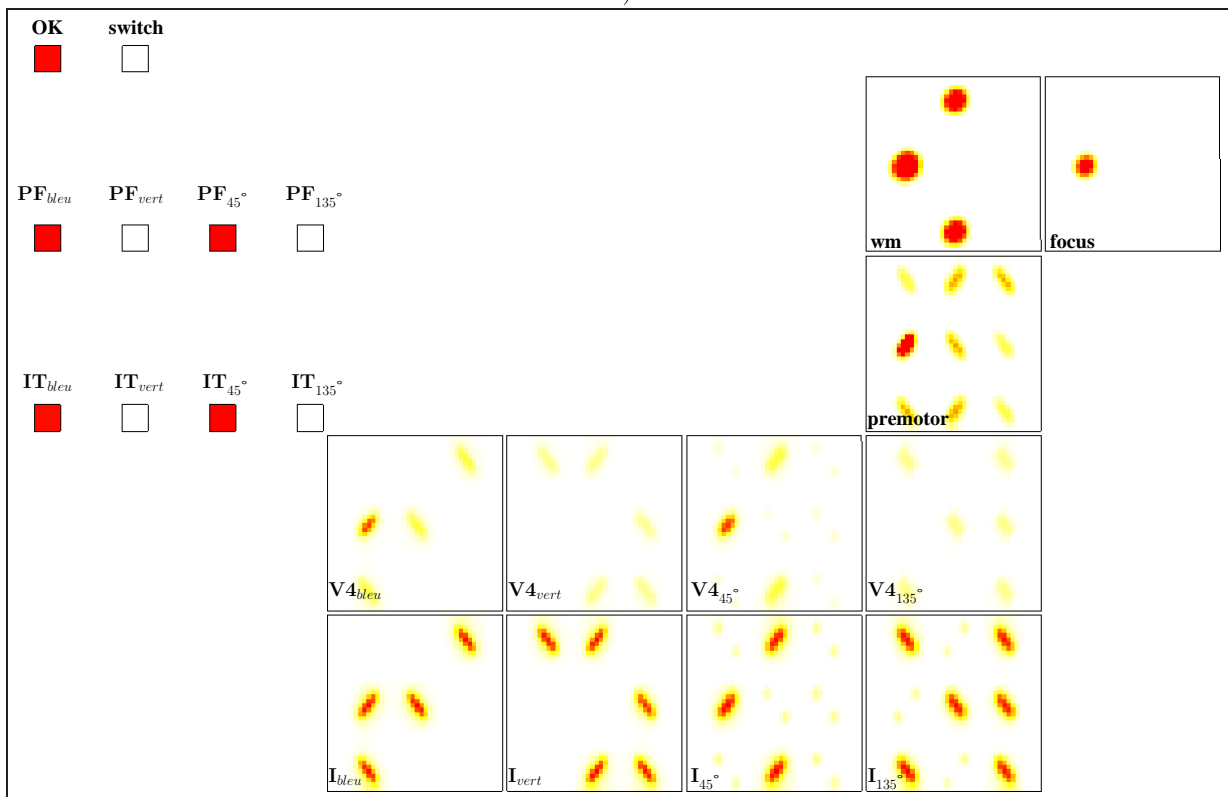 OK switch
PF_bleu PF_vert PF_45° PF_135°
wm focus
IT_bleu IT_vert IT_45° IT_135°
premotor
V4_bleu V4_vert V4_45° V4_135°
I_bleu I_vert I_45° I_135°